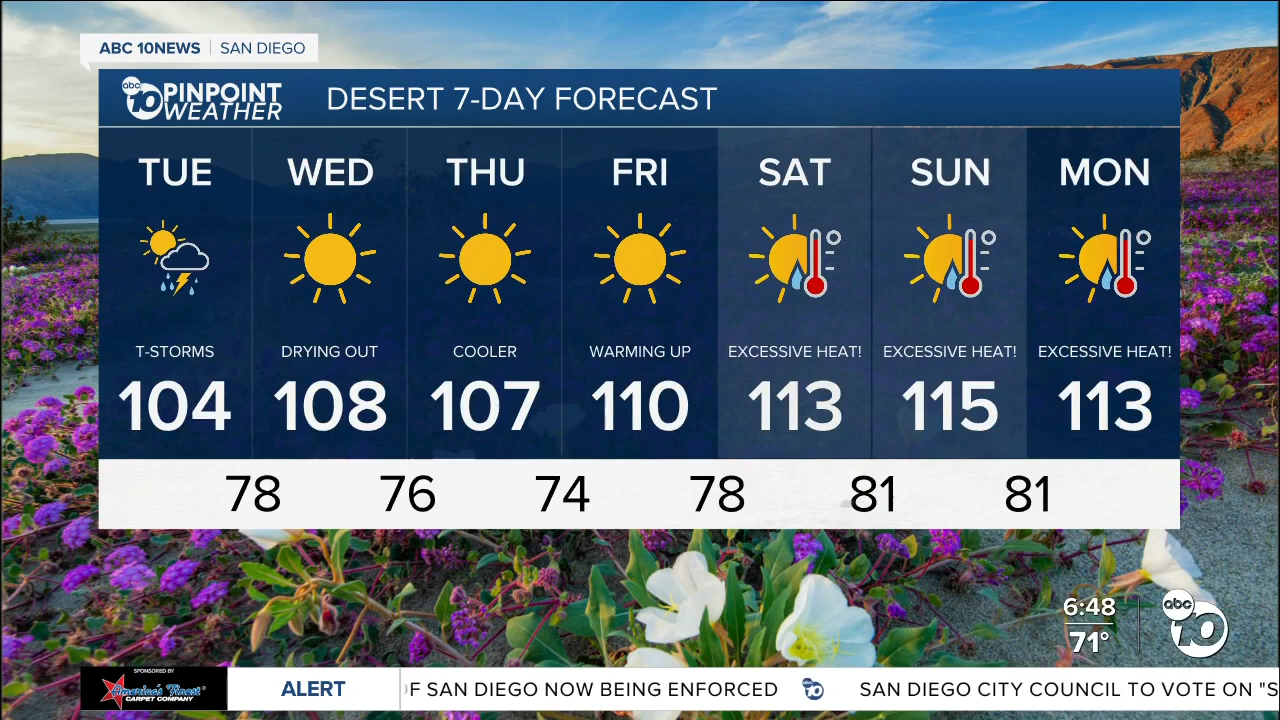 ABC 10NEWS | SAN DIEGO
abc 10 PINPOINT WEATHER
DESERT 7-DAY FORECAST
TUE WED THU FRI SAT SUN MON
T-STORMS DRYING OUT COOLER WARMING UP EXCESSIVE HEAT! EXCESSIVE HEAT! EXCESSIVE HEAT!
104 108 107 110 113 115 113
78 76 74 78 81 81
6:48
71°
abc 10
SPONSORED BY
America's Finest
CARPET COMPANY
ALERT
F SAN DIEGO NOW BEING ENFORCED abc 10 SAN DIEGO CITY COUNCIL TO VOTE ON "S